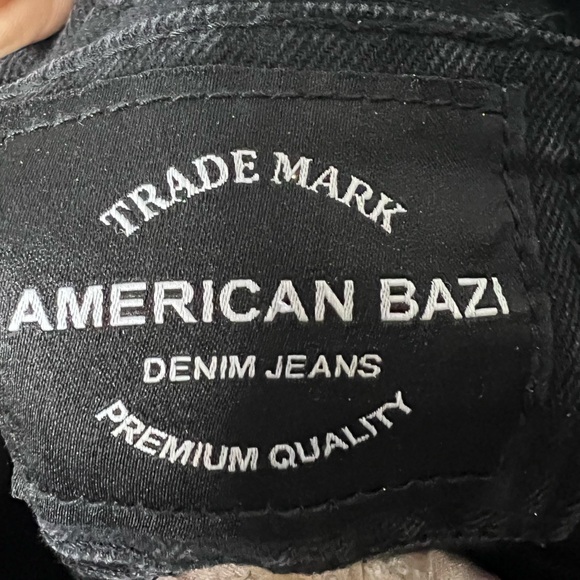 TRADE MARK
AMERICAN BAZI
DENIM JEANS
PREMIUM QUALITY